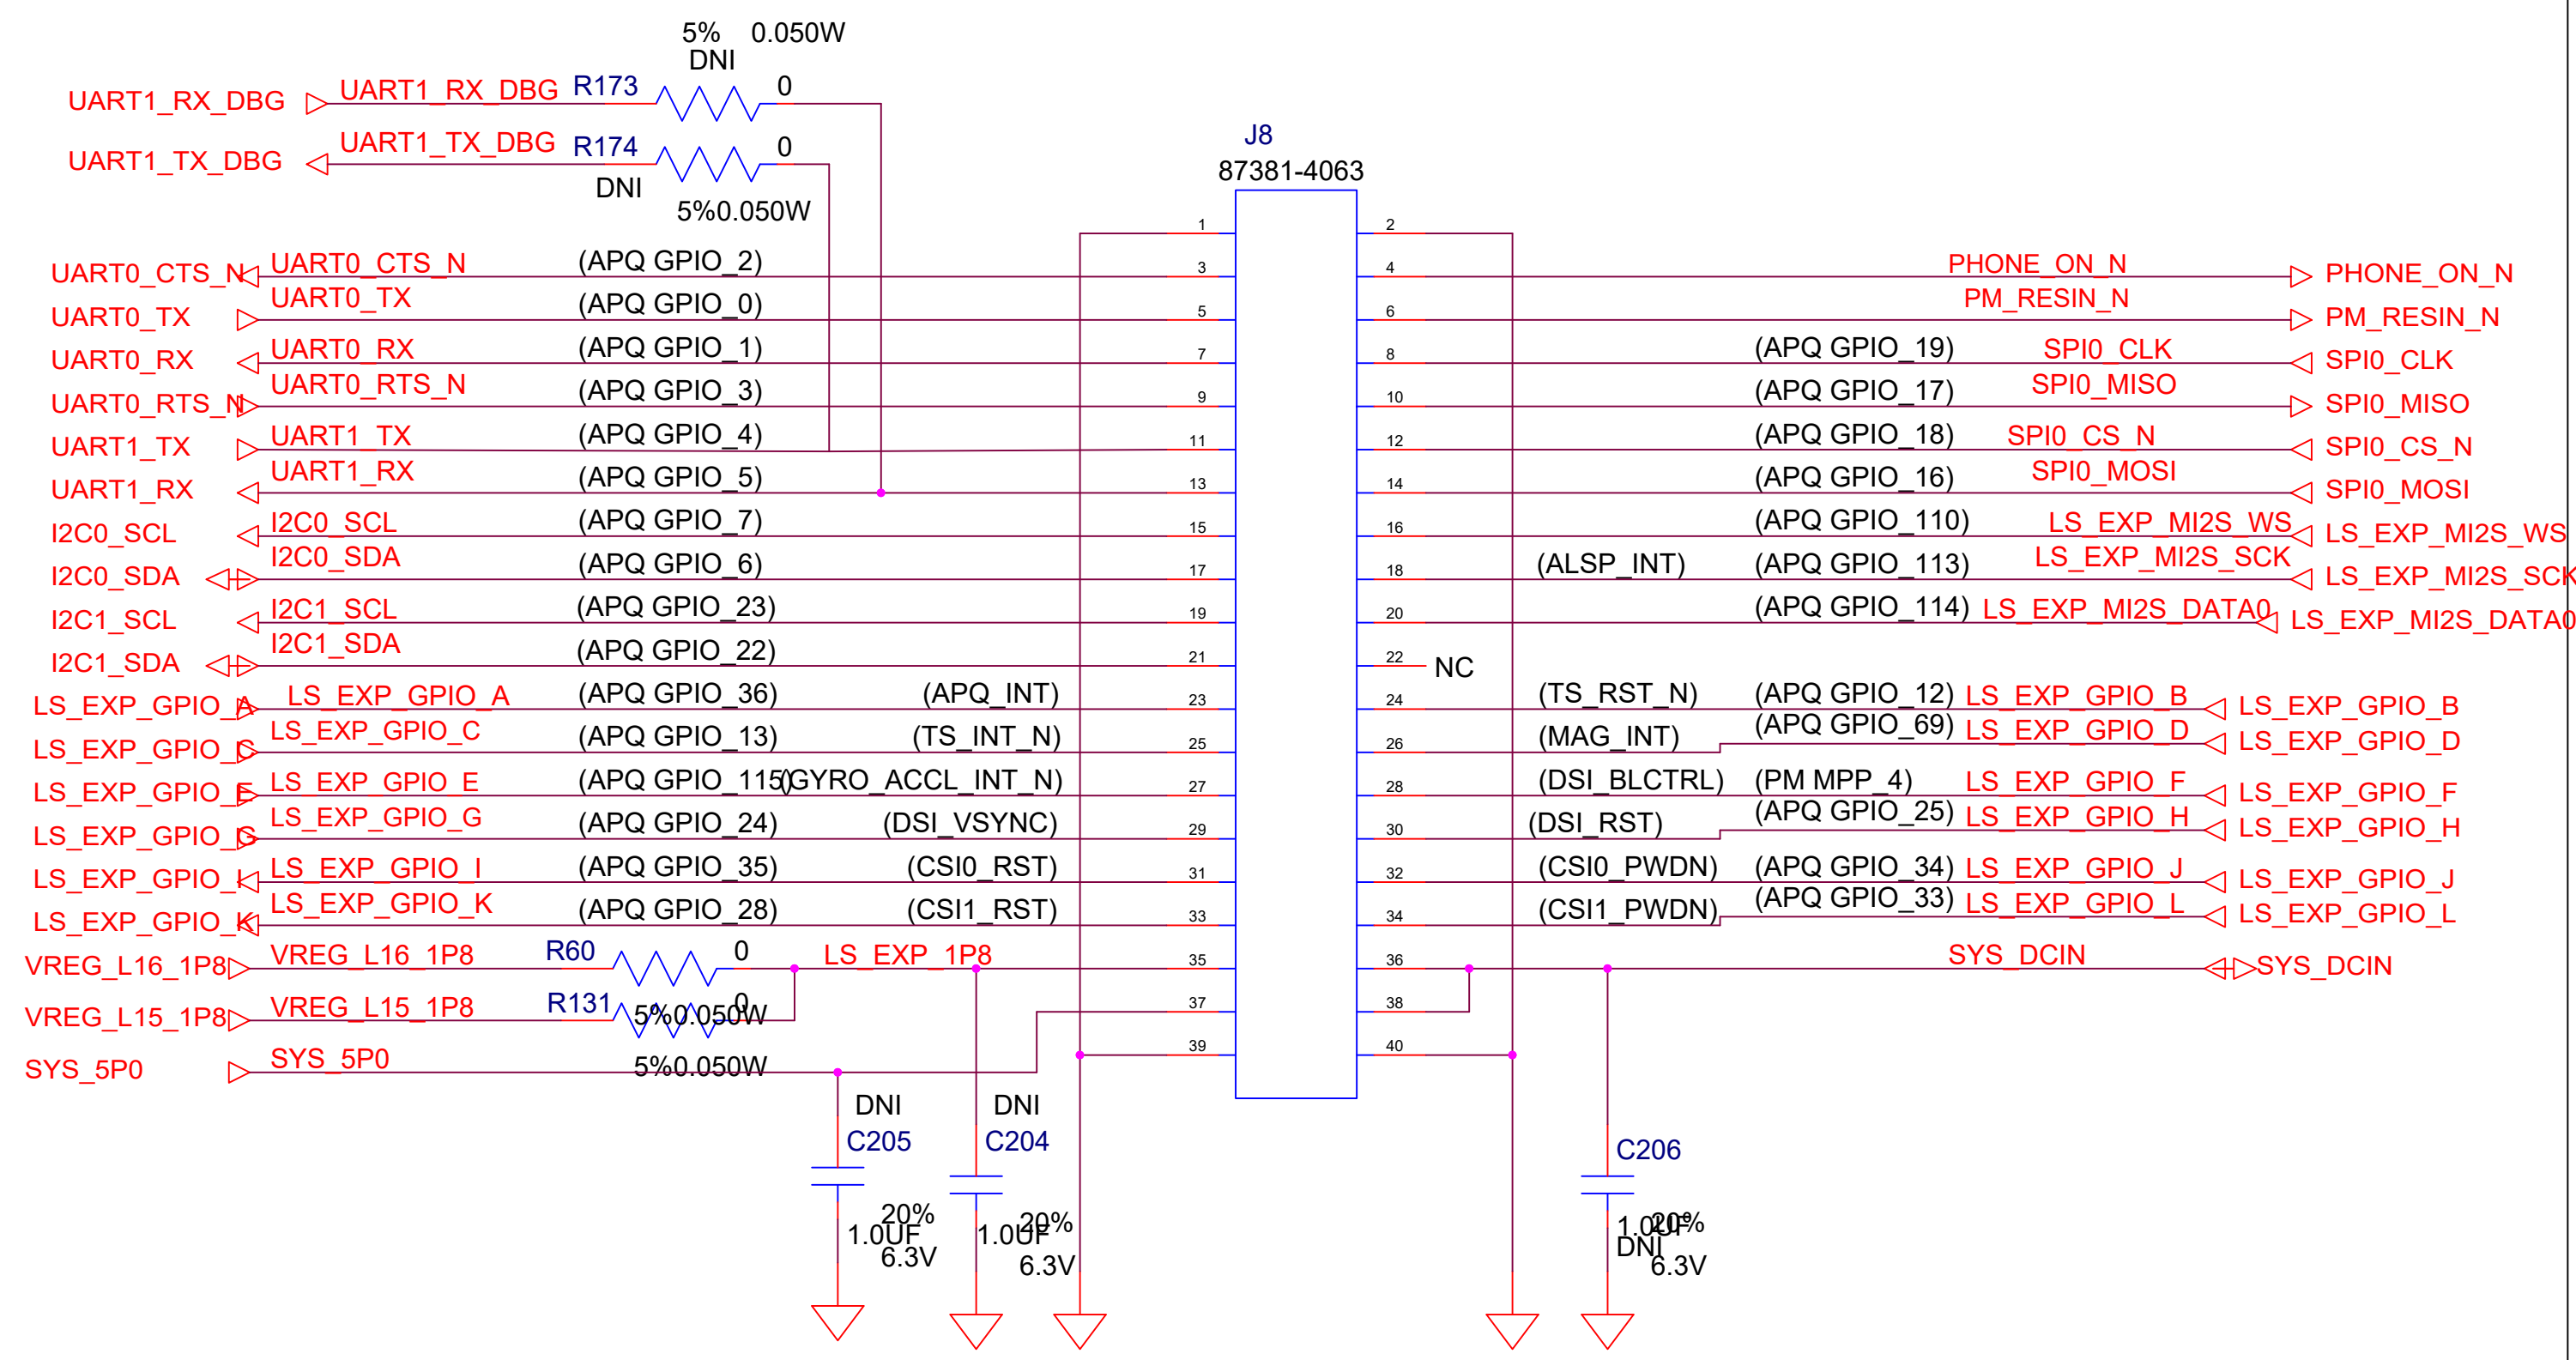 5% 0.050W
DNI
UART1_RX_DBG UART1_RX_DBG R173 0
UART1_TX_DBG UART1_TX_DBG R174 0
DNI
5%0.050W
J8
87381-4063
1 2
UART0_CTS_N UART0_CTS_N (APQ GPIO_2) 3 4 PHONE_ON_N PHONE_ON_N
UART0_TX UART0_TX (APQ GPIO_0) 5 6 PM_RESIN_N PM_RESIN_N
UART0_RX UART0_RX (APQ GPIO_1) 7 8 (APQ GPIO_19) SPI0_CLK SPI0_CLK
UART0_RTS_N UART0_RTS_N (APQ GPIO_3) 9 10 (APQ GPIO_17) SPI0_MISO SPI0_MISO
UART1_TX UART1_TX (APQ GPIO_4) 11 12 (APQ GPIO_18) SPI0_CS_N SPI0_CS_N
UART1_RX UART1_RX (APQ GPIO_5) 13 14 (APQ GPIO_16) SPI0_MOSI SPI0_MOSI
I2C0_SCL I2C0_SCL (APQ GPIO_7) 15 16 (APQ GPIO_110) LS_EXP_MI2S_WS LS_EXP_MI2S_WS
I2C0_SDA I2C0_SDA (APQ GPIO_6) 17 18 (ALSP_INT) (APQ GPIO_113) LS_EXP_MI2S_SCK LS_EXP_MI2S_SCK
I2C1_SCL I2C1_SCL (APQ GPIO_23) 19 20 (APQ GPIO_114) LS_EXP_MI2S_DATA0 LS_EXP_MI2S_DATA0
I2C1_SDA I2C1_SDA (APQ GPIO_22) 21 22 NC
LS_EXP_GPIO_A LS_EXP_GPIO_A (APQ GPIO_36) (APQ_INT) 23 24 (TS_RST_N) (APQ GPIO_12) LS_EXP_GPIO_B LS_EXP_GPIO_B
LS_EXP_GPIO_C LS_EXP_GPIO_C (APQ GPIO_13) (TS_INT_N) 25 26 (MAG_INT) (APQ GPIO_69) LS_EXP_GPIO_D LS_EXP_GPIO_D
LS_EXP_GPIO_E LS_EXP_GPIO_E (APQ GPIO_115) (GYRO_ACCL_INT_N) 27 28 (DSI_BLCTRL) (PM MPP_4) LS_EXP_GPIO_F LS_EXP_GPIO_F
LS_EXP_GPIO_G LS_EXP_GPIO_G (APQ GPIO_24) (DSI_VSYNC) 29 30 (DSI_RST) (APQ GPIO_25) LS_EXP_GPIO_H LS_EXP_GPIO_H
LS_EXP_GPIO_I LS_EXP_GPIO_I (APQ GPIO_35) (CSI0_RST) 31 32 (CSI0_PWDN) (APQ GPIO_34) LS_EXP_GPIO_J LS_EXP_GPIO_J
LS_EXP_GPIO_K LS_EXP_GPIO_K (APQ GPIO_28) (CSI1_RST) 33 34 (CSI1_PWDN) (APQ GPIO_33) LS_EXP_GPIO_L LS_EXP_GPIO_L
VREG_L16_1P8 VREG_L16_1P8 R60 0 LS_EXP_1P8 35 36 SYS_DCIN SYS_DCIN
VREG_L15_1P8 VREG_L15_1P8 R131 0 37 38
5%0.050W
39 40
SYS_5P0 SYS_5P0 5%0.050W
DNI DNI
C205 C204 C206
20% 20% 20%
1.0UF 1.0UF 1.0UF
DNI
6.3V 6.3V 6.3V